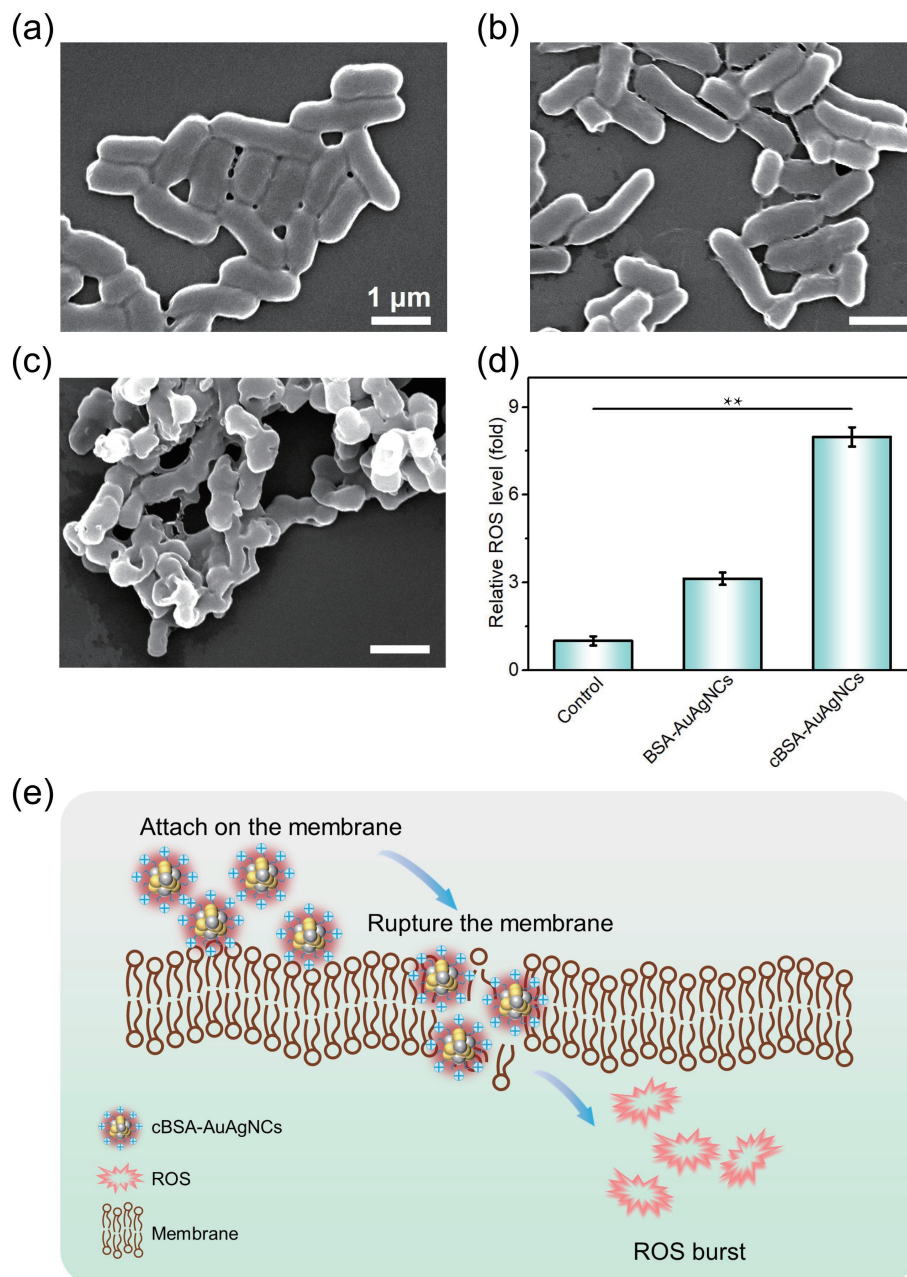 (a)
(b)
1 μm
(c)
(d)
9
6
3
0
Relative ROS level (fold)
**
Control
BSA-AuAgNCs
cBSA-AuAgNCs
(e)
Attach on the membrane
Rupture the membrane
cBSA-AuAgNCs
ROS
Membrane
ROS burst